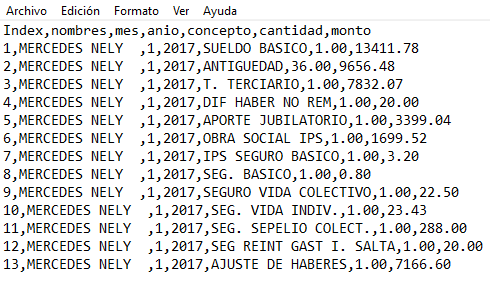 Archivo Edición Formato Ver Ayuda
Index,nombres,mes,anio,concepto,cantidad,monto
1,MERCEDES NELY  ,1,2017,SUELDO BASICO,1.00,13411.78
2,MERCEDES NELY  ,1,2017,ANTIGUEDAD,36.00,9656.48
3,MERCEDES NELY  ,1,2017,T. TERCIARIO,1.00,7832.07
4,MERCEDES NELY  ,1,2017,DIF HABER NO REM,1.00,20.00
5,MERCEDES NELY  ,1,2017,APORTE JUBILATORIO,1.00,3399.04
6,MERCEDES NELY  ,1,2017,OBRA SOCIAL IPS,1.00,1699.52
7,MERCEDES NELY  ,1,2017,IPS SEGURO BASICO,1.00,3.20
8,MERCEDES NELY  ,1,2017,SEG. BASICO,1.00,0.80
9,MERCEDES NELY  ,1,2017,SEGURO VIDA COLECTIVO,1.00,22.50
10,MERCEDES NELY  ,1,2017,SEG. VIDA INDIV.,1.00,23.43
11,MERCEDES NELY  ,1,2017,SEG. SEPELIO COLECT.,1.00,288.00
12,MERCEDES NELY  ,1,2017,SEG REINT GAST I. SALTA,1.00,20.00
13,MERCEDES NELY  ,1,2017,AJUSTE DE HABERES,1.00,7166.60